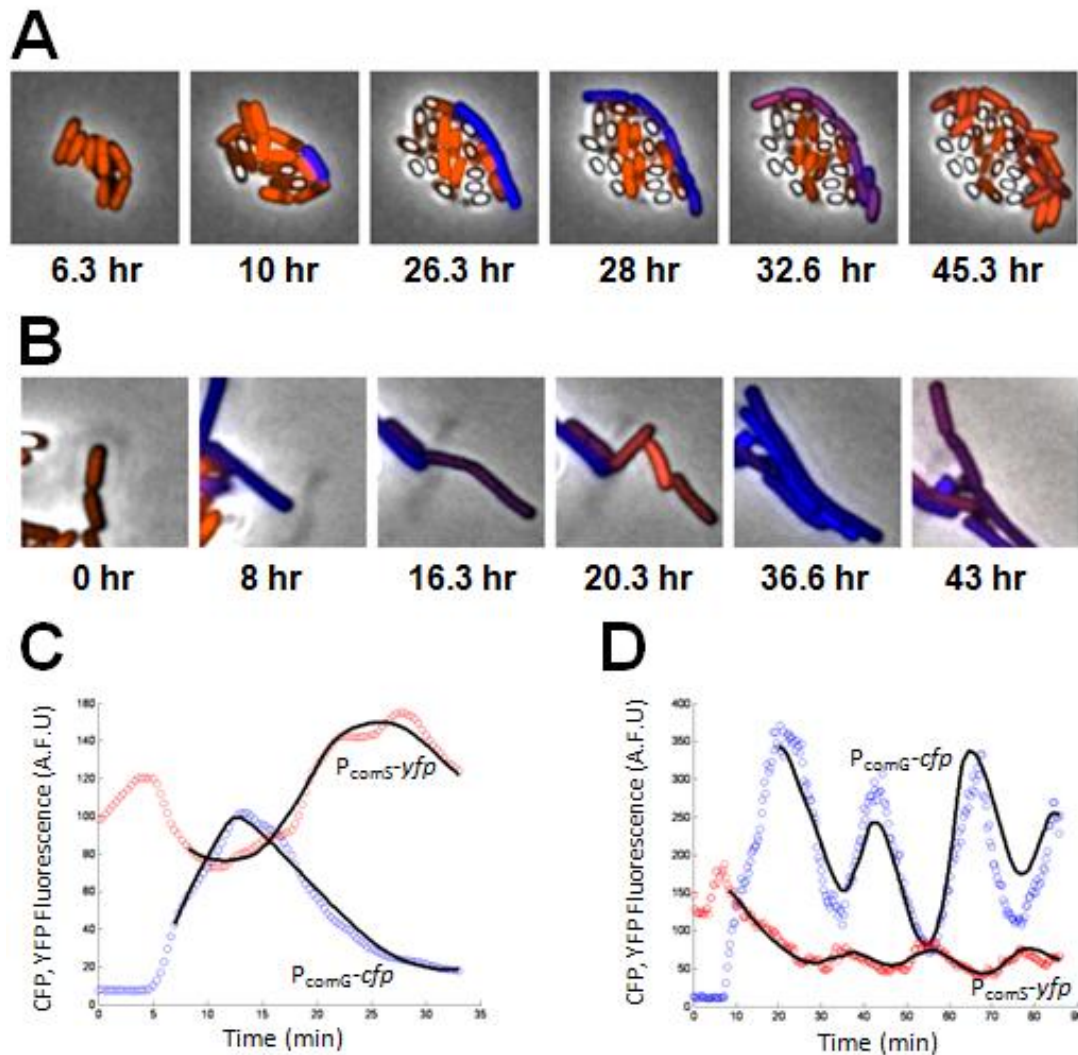 A
6.3 hr 10 hr 26.3 hr 28 hr 32.6 hr 45.3 hr
B
0 hr 8 hr 16.3 hr 20.3 hr 36.6 hr 43 hr
C
CFP, YFP Fluorescence (A.F.U)
160
140
120
100
80
60
40
20
0
PcomS-yfp
PcomG-cfp
0 5 10 15 20 25 30 35
Time (min)
D
CFP, YFP Fluorescence (A.F.U)
400
350
300
250
200
150
100
50
0
PcomG-cfp
PcomS-yfp
0 10 20 30 40 50 60 70 80 90
Time (min)